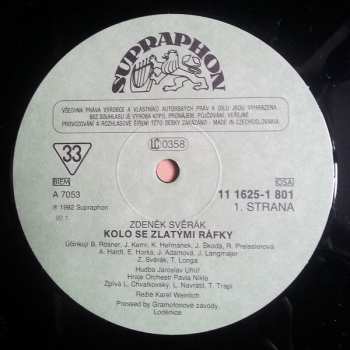 SUPRAPHON
VŠECHNA PRÁVA VÝROBCE A VLASTNÍKŮ AUTORSKÝCH PRÁV K DÍLU JSOU VYHRAZENA.
BEZ SOUHLASU JE VÝROBA KOPIÍ, PRONÁJEM, PŮJČOVÁNÍ, VEŘEJNÉ
PROVOZOVÁNÍ A ROZHLASOVÉ ŠÍŘENÍ TÉTO DESKY ZAKÁZÁNO. - MADE IN CZECHOSLOVAKIA.
33
LC 0358
BIEM
OSA
A 7053
11 1625-1 801
℗ 1992 Supraphon
1. STRANA
ZDENĚK SVĚRÁK
KOLO SE ZLATÝMI RÁFKY
Účinkují B. Rösner, J. Kemr, K. Heřmánek, J. Škoda, R. Preissiorová
A. Hardt, E. Horká, J. Adamová, J. Langmajer
Z. Svěrák, T. Longa
Hudba Jaroslav Uhlíř
Hraje Orchestr Pavla Nikla
Zpívá L. Chvalkovský, L. Navrátil, T. Trapl
Režie Karel Weinlich
Pressed by Gramofonové závody,
Loděnice